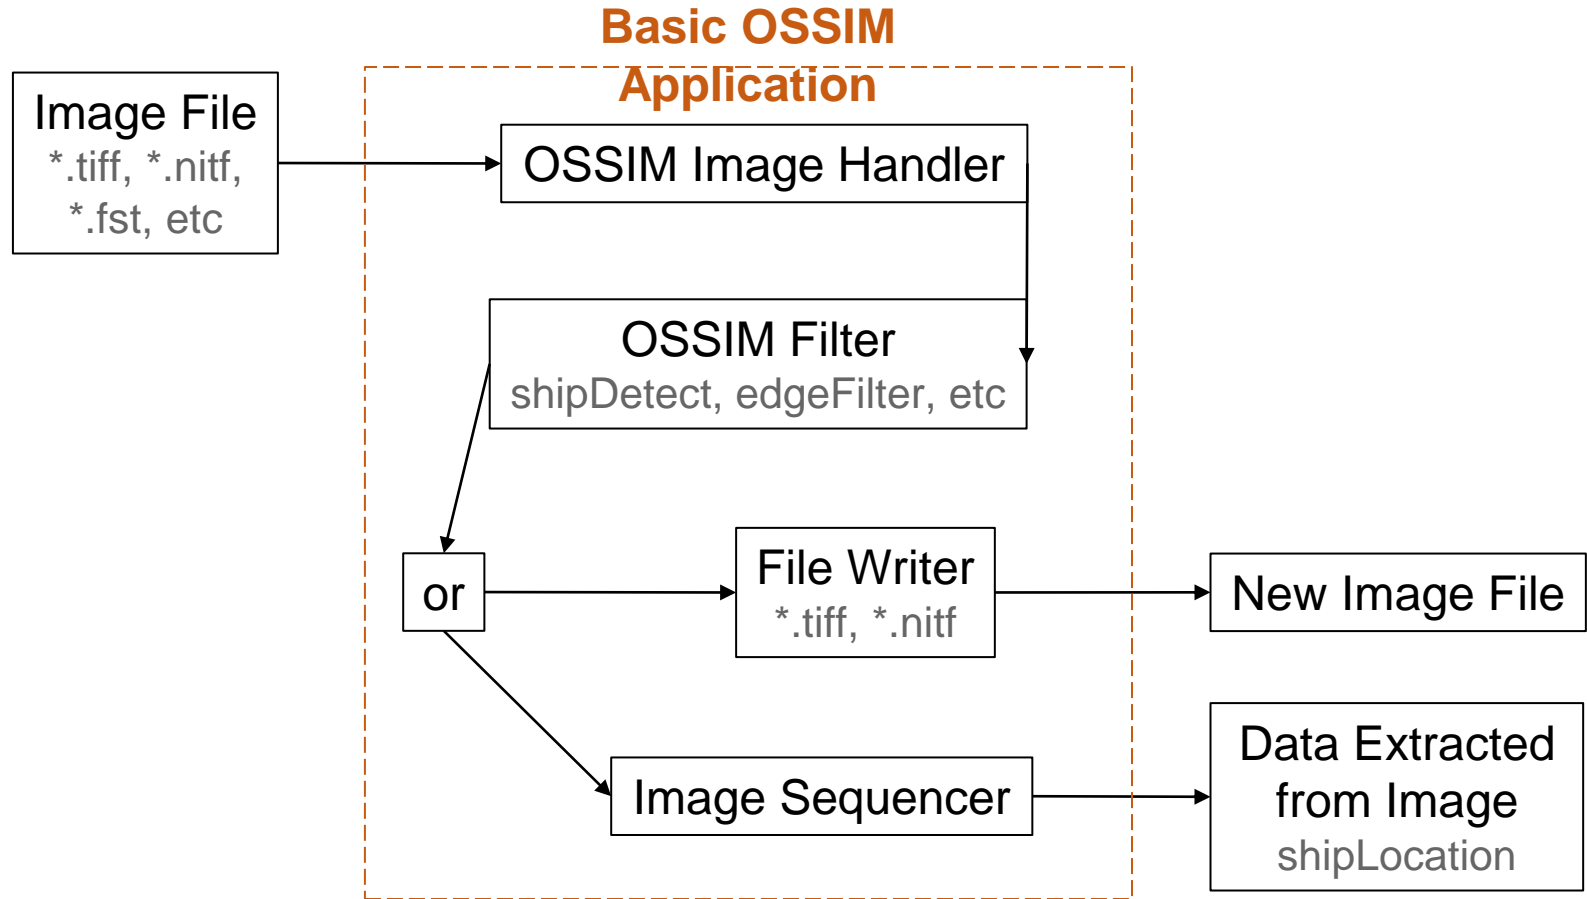 Basic OSSIM
Application
Image File
*.tiff, *.nitf,
*.fst, etc
OSSIM Image Handler
OSSIM Filter
shipDetect, edgeFilter, etc
or
File Writer
*.tiff, *.nitf
New Image File
Image Sequencer
Data Extracted
from Image
shipLocation